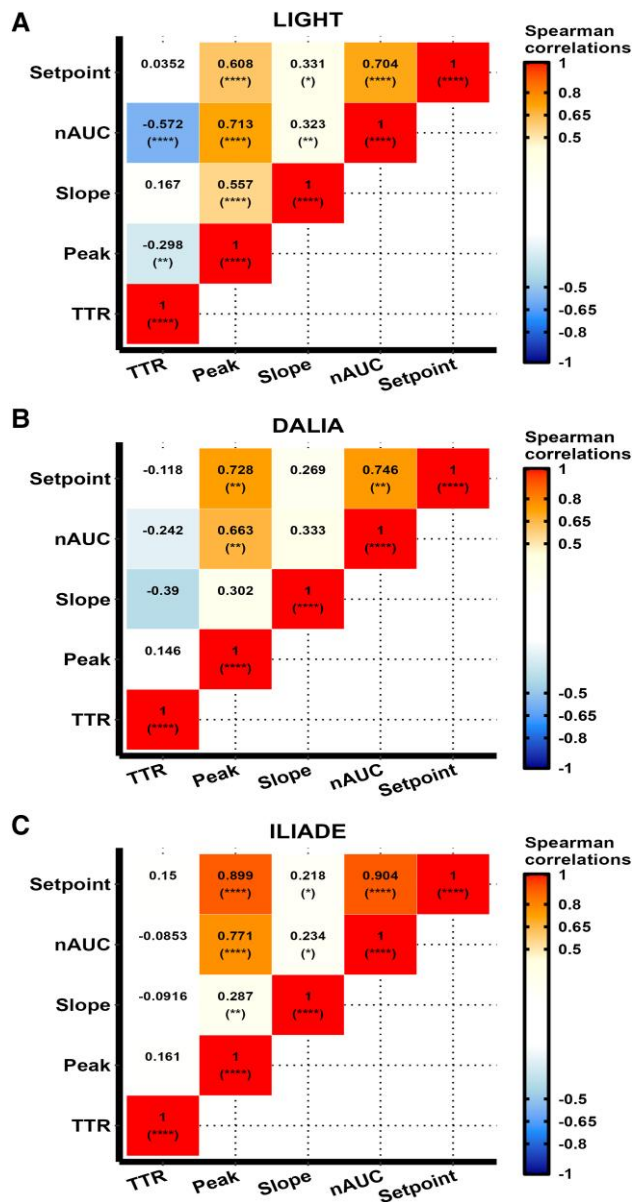 A
LIGHT
Spearman
correlations
Setpoint
0.0352 0.608 0.331 0.704 1
(****) (*) (****) (****)
nAUC
-0.572 0.713 0.323 1
(****) (****) (**) (****)
Slope
0.167 0.557 1
(****) (****)
Peak
-0.298 1
(**) (****)
TTR
1
(****)
TTR Peak Slope nAUC Setpoint
1
0.8
0.65
0.5
-0.5
-0.65
-0.8
-1
B
DALIA
Spearman
correlations
Setpoint
-0.118 0.728 0.269 0.746 1
(**) (**) (****)
nAUC
-0.242 0.663 0.333 1
(**) (****)
Slope
-0.39 0.302 1
(****)
Peak
0.146 1
(****)
TTR
1
(****)
TTR Peak Slope nAUC Setpoint
1
0.8
0.65
0.5
-0.5
-0.65
-0.8
-1
C
ILIADE
Spearman
correlations
Setpoint
0.15 0.899 0.218 0.904 1
(****) (*) (****) (****)
nAUC
-0.0853 0.771 0.234 1
(****) (*) (****)
Slope
-0.0916 0.287 1
(**) (****)
Peak
0.161 1
(****)
TTR
1
(****)
TTR Peak Slope nAUC Setpoint
1
0.8
0.65
0.5
-0.5
-0.65
-0.8
-1